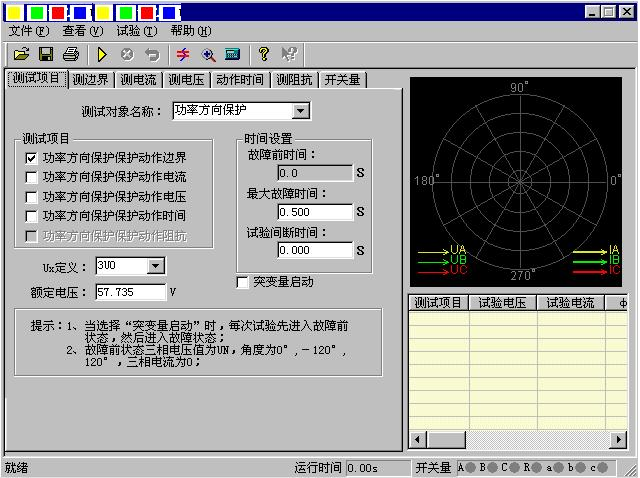 文件(F) 查看(V) 试验(T) 帮助(H)
测试项目 测边界 测电流 测电压 动作时间 测阻抗 开关量
测试对象名称： 功率方向保护
测试项目
功率方向保护保护动作边界
功率方向保护保护动作电流
功率方向保护保护动作电压
功率方向保护保护动作时间
功率方向保护保护动作阻抗
Ux定义： 3U0
额定电压： 57.735 V
时间设置
故障前时间：
0.0 S
最大故障时间：
0.500 S
试验间断时间：
0.000 S
突变量启动
提示：1、当选择“突变量启动”时，每次试验先进入故障前
状态，然后进入故障状态；
2、故障前状态三相电压值为UN，角度为0°,－120°,
120°，三相电流为0；
90°
180° 0°
270°
UA IA
UB IB
UC IC
测试项目 试验电压 试验电流 Φ
就绪 运行时间 0.00s 开关量 A B C R a b c